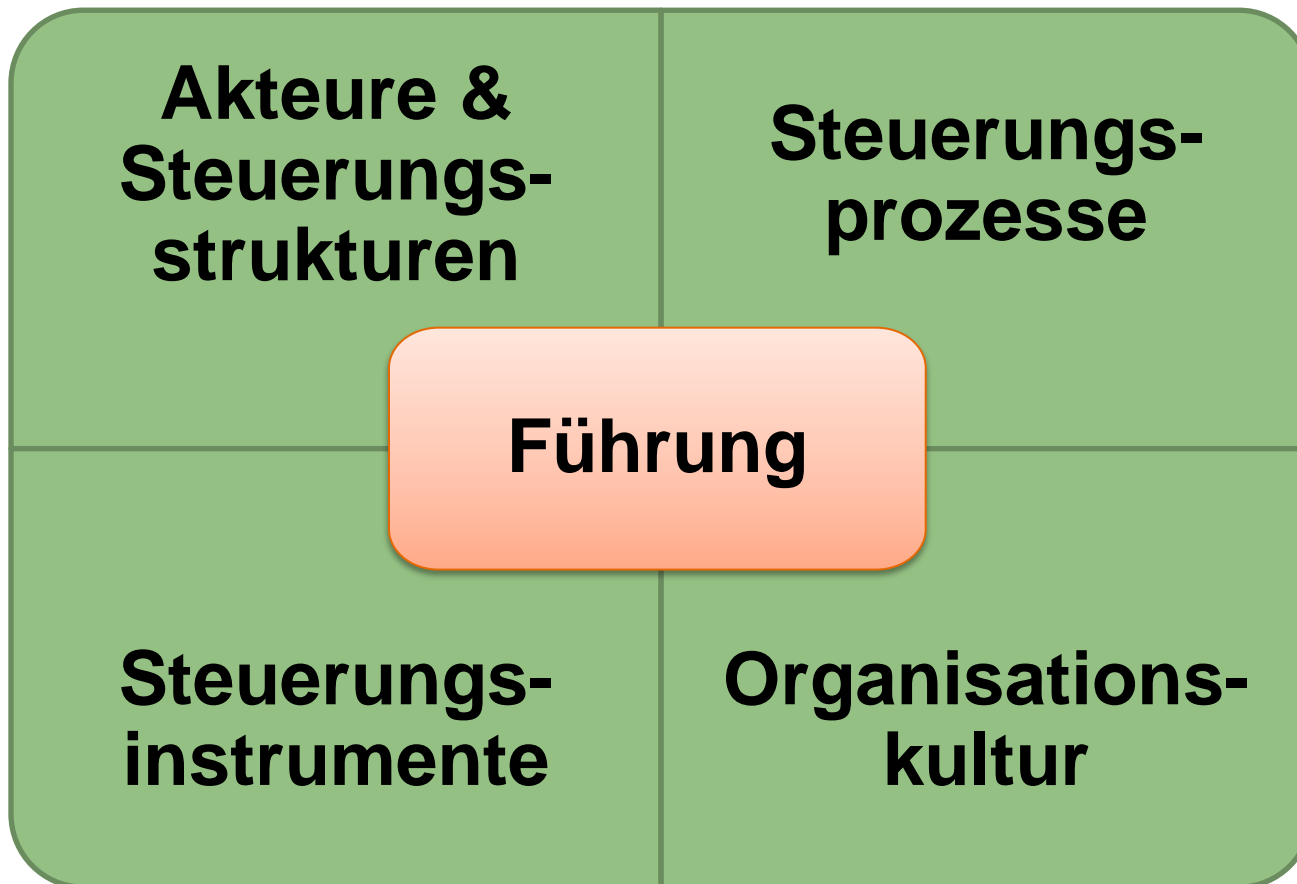 Akteure &
Steuerungs-
strukturen
Steuerungs-
prozesse
Führung
Steuerungs-
instrumente
Organisations-
kultur